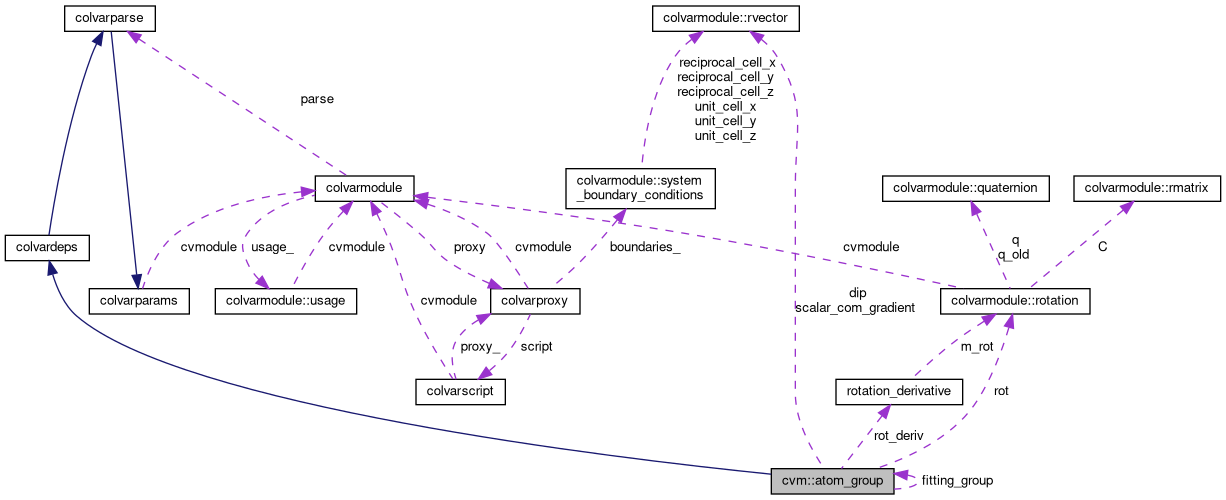 colvarparse
colvarmodule::rvector
reciprocal_cell_x
reciprocal_cell_y
reciprocal_cell_z
unit_cell_x
unit_cell_y
unit_cell_z
parse
colvarmodule
colvarmodule::system
_boundary_conditions
colvarmodule::quaternion
colvarmodule::rmatrix
colvardeps
cvmodule
usage_
cvmodule
proxy
cvmodule
boundaries_
cvmodule
q
q_old
C
colvarparams
colvarmodule::usage
cvmodule
colvarproxy
dip
scalar_com_gradient
colvarmodule::rotation
proxy_
script
m_rot
colvarscript
rotation_derivative
rot
rot_deriv
cvm::atom_group
fitting_group